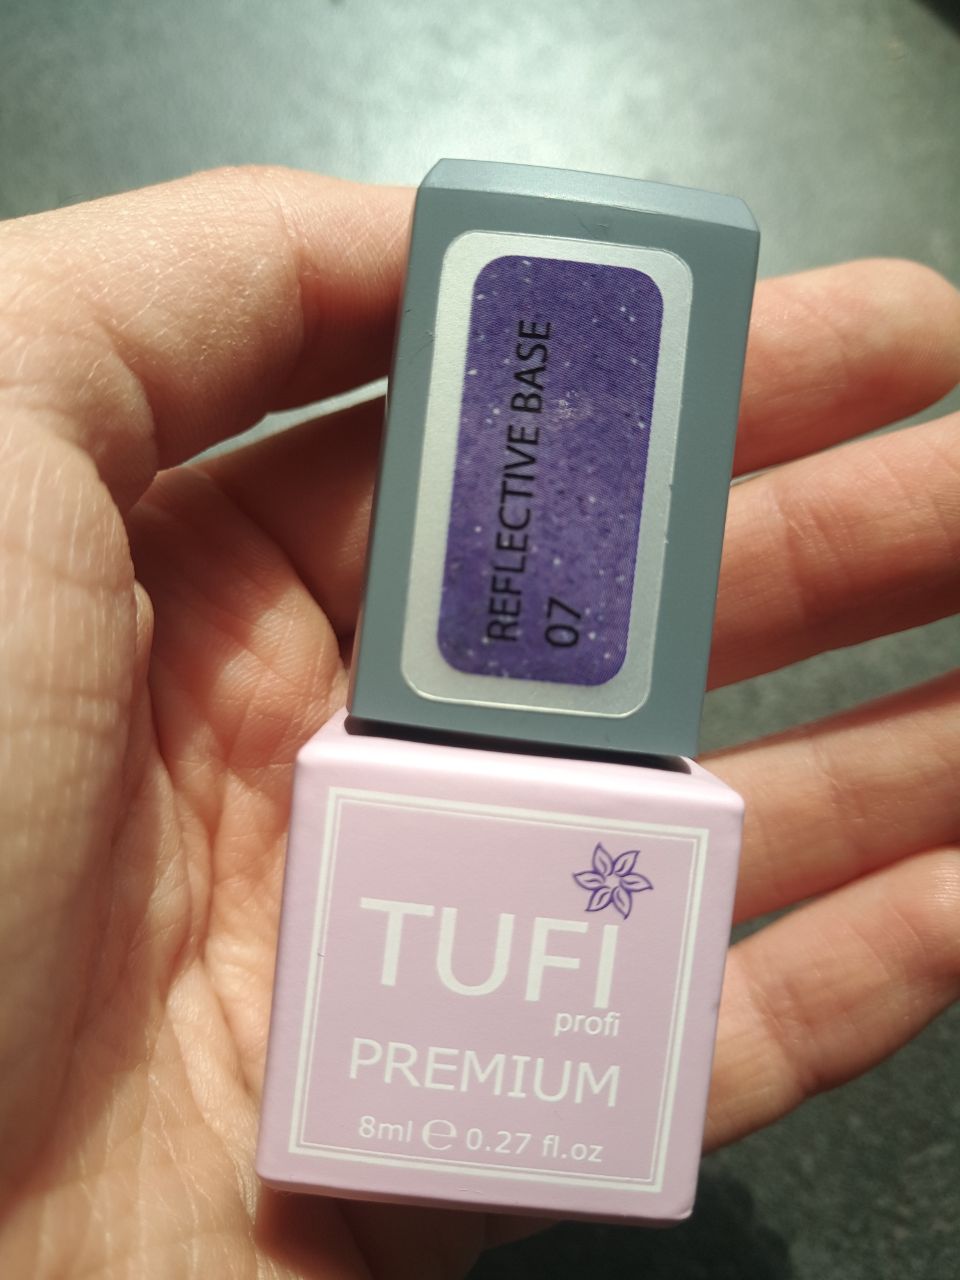 REFLECTIVE BASE
07
TUFI
profi
PREMIUM
8ml ℮ 0.27 fl.oz